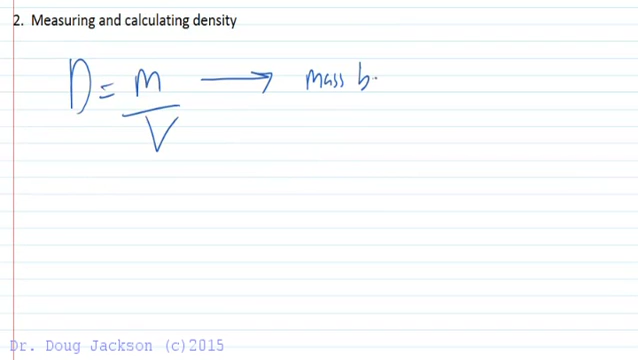 2. Measuring and calculating density
D = m/V → mass b
Dr. Doug Jackson (c)2015